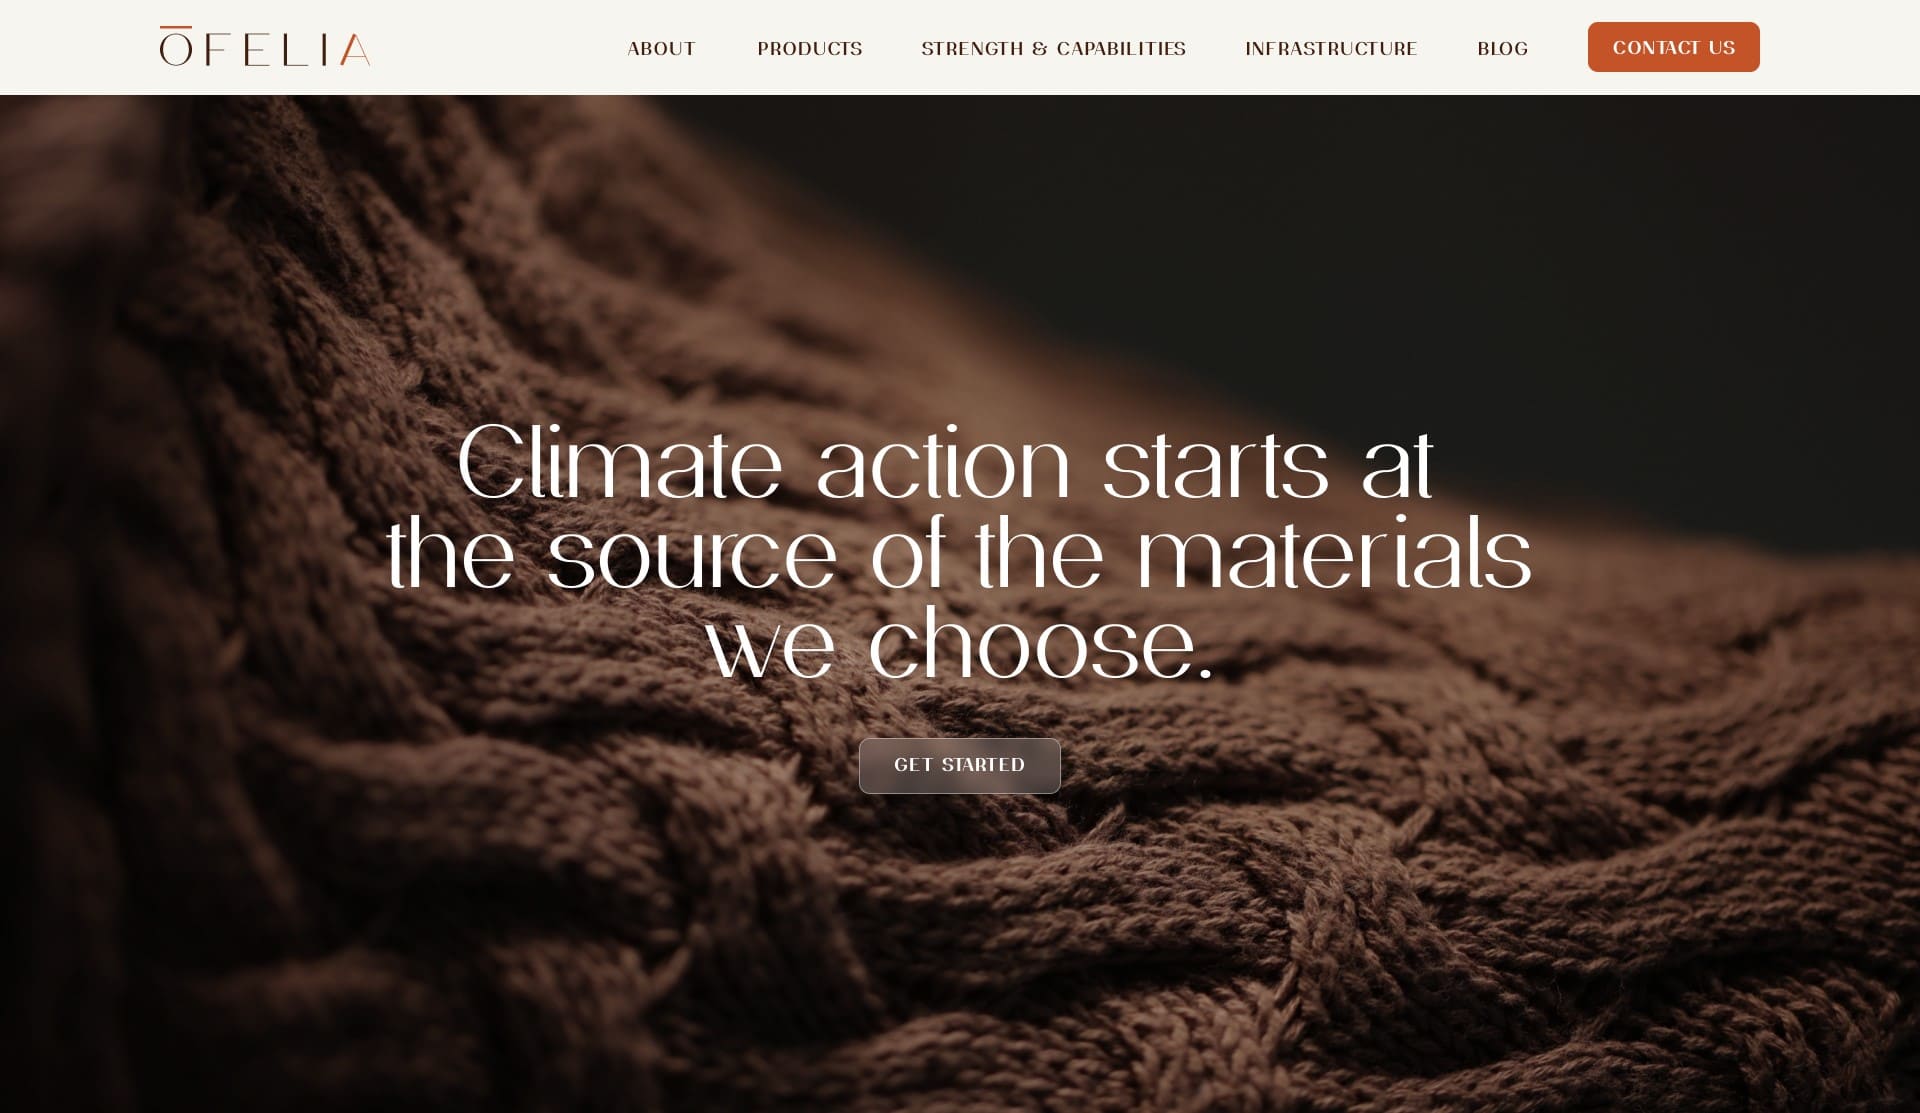 ŌFELIA
ABOUT
PRODUCTS
STRENGTH & CAPABILITIES
INFRASTRUCTURE
BLOG
CONTACT US
Climate action starts at
the source of the materials
we choose.
GET STARTED